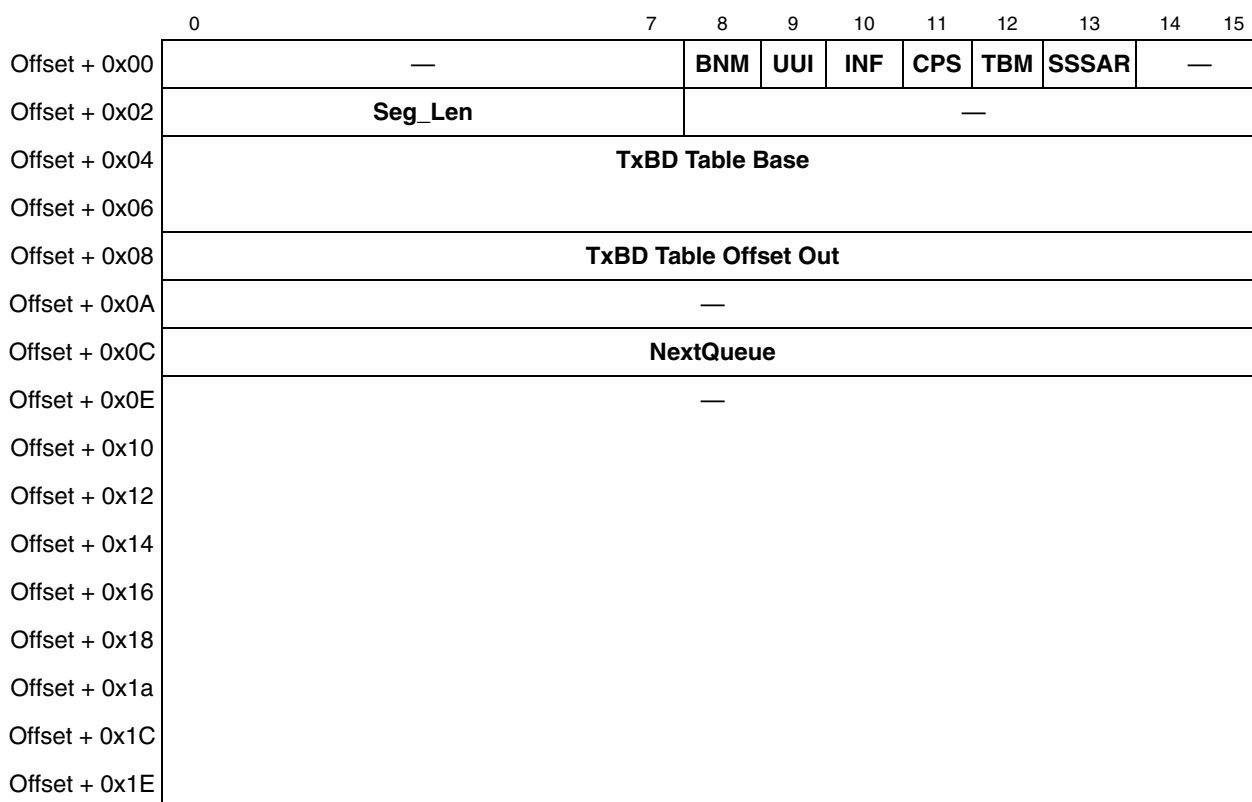 0 7 8 9 10 11 12 13 14 15
Offset + 0x00 — BNM UUI INF CPS TBM SSSAR —
Offset + 0x02 Seg_Len —
Offset + 0x04 TxBD Table Base
Offset + 0x06
Offset + 0x08 TxBD Table Offset Out
Offset + 0x0A —
Offset + 0x0C NextQueue
Offset + 0x0E —
Offset + 0x10
Offset + 0x12
Offset + 0x14
Offset + 0x16
Offset + 0x18
Offset + 0x1a
Offset + 0x1C
Offset + 0x1E